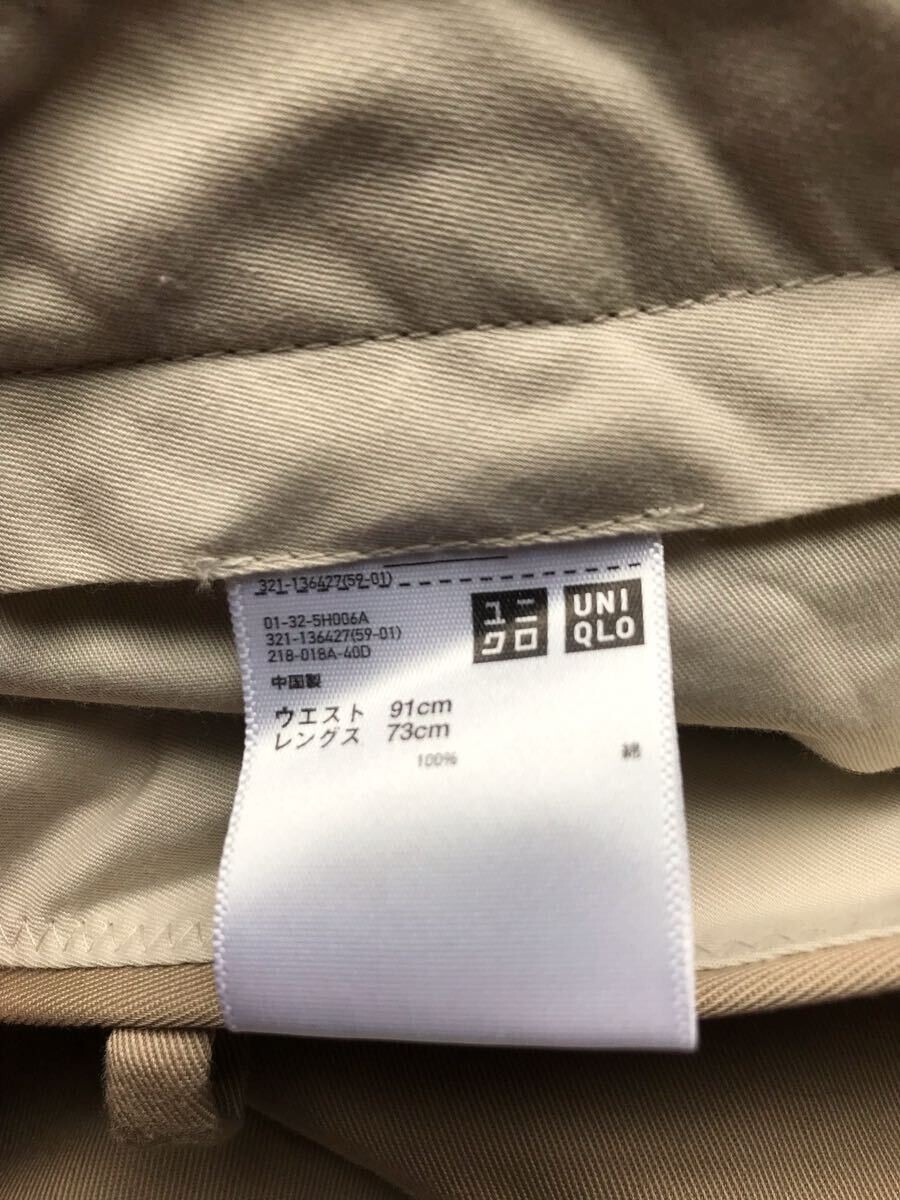 321-136427(59-01)
01-32-5H006A
321-136427(59-01)
218-018A-40D
中国製
ユニクロ
UNIQLO
ウエスト 91cm
レングス 73cm
100% 綿